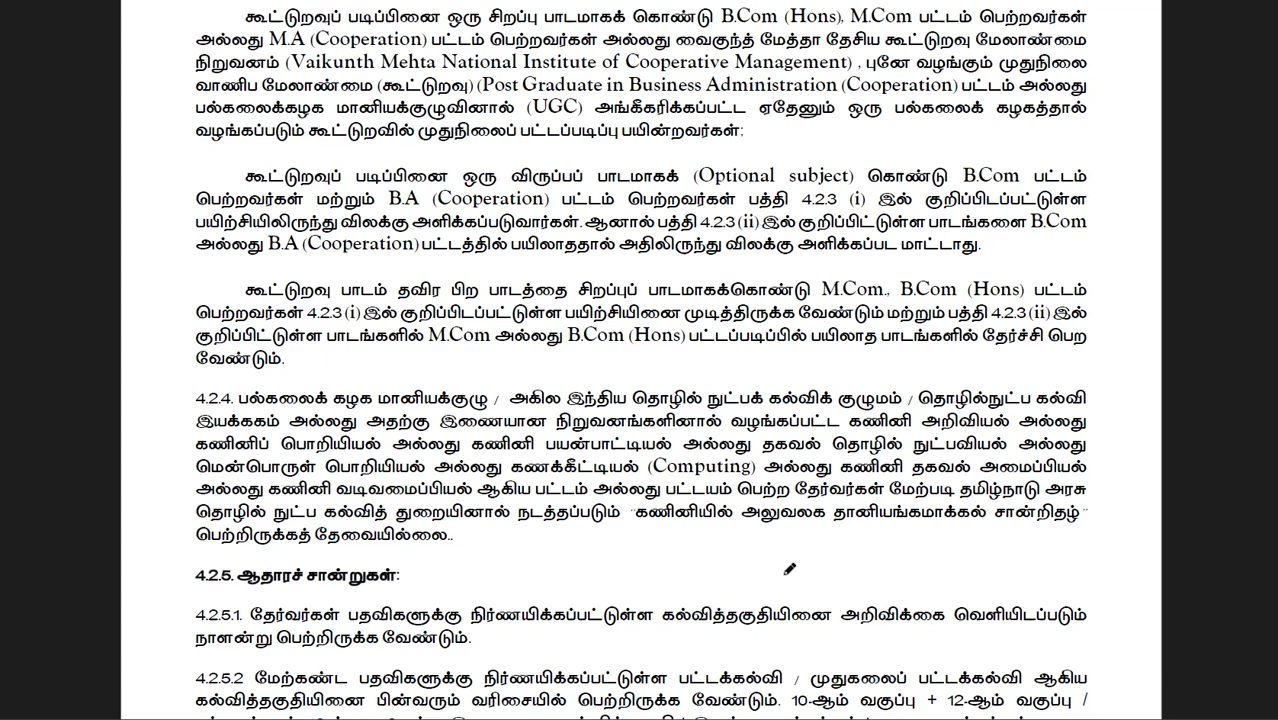 கூட்டுறவுப் படிப்பினை ஒரு சிறப்பு பாடமாகக் கொண்டு B.Com (Hons), M.Com பட்டம் பெற்றவர்கள்
அல்லது M.A (Cooperation) பட்டம் பெற்றவர்கள் அல்லது வைகுந்த் மேத்தா தேசிய கூட்டுறவு மேலாண்மை
நிறுவனம் (Vaikunth Mehta National Institute of Cooperative Management) , புனே வழங்கும் முதுநிலை
வாணிப மேலாண்மை (கூட்டுறவு) (Post Graduate in Business Administration (Cooperation) பட்டம் அல்லது
பல்கலைக்கழக மானியக்குழுவினால் (UGC) அங்கீகரிக்கப்பட்ட ஏதேனும் ஒரு பல்கலைக் கழகத்தால்
வழங்கப்படும் கூட்டுறவில் முதுநிலைப் பட்டப்படிப்பு பயின்றவர்கள்;
கூட்டுறவுப் படிப்பினை ஒரு விருப்பப் பாடமாகக் (Optional subject) கொண்டு B.Com பட்டம்
பெற்றவர்கள் மற்றும் B.A (Cooperation) பட்டம் பெற்றவர்கள் பத்தி 4.2.3 (i) இல் குறிப்பிடப்பட்டுள்ள
பயிற்சியிலிருந்து விலக்கு அளிக்கப்படுவார்கள். ஆனால் பத்தி 4.2.3 (ii) இல் குறிப்பிட்டுள்ள பாடங்களை B.Com
அல்லது B.A (Cooperation) பட்டத்தில் பயிலாததால் அதிலிருந்து விலக்கு அளிக்கப்பட மாட்டாது.
கூட்டுறவு பாடம் தவிர பிற பாடத்தை சிறப்புப் பாடமாகக்கொண்டு M.Com., B.Com (Hons) பட்டம்
பெற்றவர்கள் 4.2.3 (i) இல் குறிப்பிடப்பட்டுள்ள பயிற்சியினை முடித்திருக்க வேண்டும் மற்றும் பத்தி 4.2.3 (ii) இல்
குறிப்பிட்டுள்ள பாடங்களில் M.Com அல்லது B.Com (Hons) பட்டப்படிப்பில் பயிலாத பாடங்களில் தேர்ச்சி பெற
வேண்டும்.
4.2.4. பல்கலைக் கழக மானியக்குழு / அகில இந்திய தொழில் நுட்பக் கல்விக் குழுமம் / தொழில்நுட்ப கல்வி
இயக்ககம் அல்லது அதற்கு இணையான நிறுவனங்களினால் வழங்கப்பட்ட கணினி அறிவியல் அல்லது
கணினிப் பொறியியல் அல்லது கணினி பயன்பாட்டியல் அல்லது தகவல் தொழில் நுட்பவியல் அல்லது
மென்பொருள் பொறியியல் அல்லது கணக்கீட்டியல் (Computing) அல்லது கணினி தகவல் அமைப்பியல்
அல்லது கணினி வடிவமைப்பியல் ஆகிய பட்டம் அல்லது பட்டயம் பெற்ற தேர்வர்கள் மேற்படி தமிழ்நாடு அரசு
தொழில் நுட்ப கல்வித் துறையினால் நடத்தப்படும் "கணினியில் அலுவலக தானியங்கமாக்கல் சான்றிதழ்"
பெற்றிருக்கத் தேவையில்லை..
4.2.5. ஆதாரச் சான்றுகள்:
4.2.5.1. தேர்வர்கள் பதவிகளுக்கு நிர்ணயிக்கப்பட்டுள்ள கல்வித்தகுதியினை அறிவிக்கை வெளியிடப்படும்
நாளன்று பெற்றிருக்க வேண்டும்.
4.2.5.2 மேற்கண்ட பதவிகளுக்கு நிர்ணயிக்கப்பட்டுள்ள பட்டக்கல்வி / முதுகலைப் பட்டக்கல்வி ஆகிய
கல்வித்தகுதியினை பின்வரும் வரிசையில் பெற்றிருக்க வேண்டும். 10-ஆம் வகுப்பு + 12-ஆம் வகுப்பு /